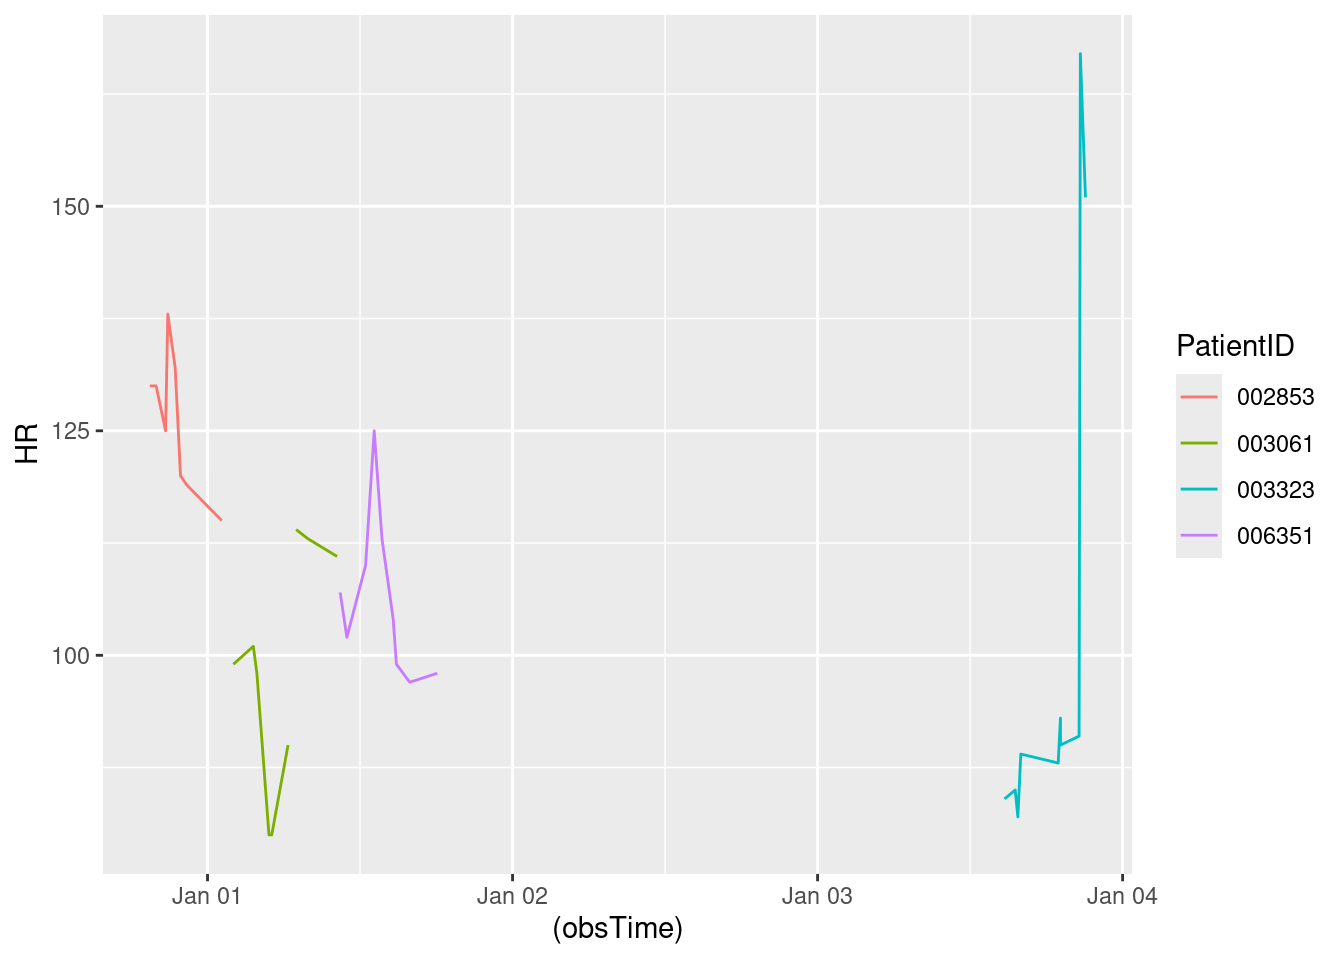 150
125
100
HR
Jan 01
Jan 02
Jan 03
Jan 04
(obsTime)
PatientID
002853
003061
003323
006351